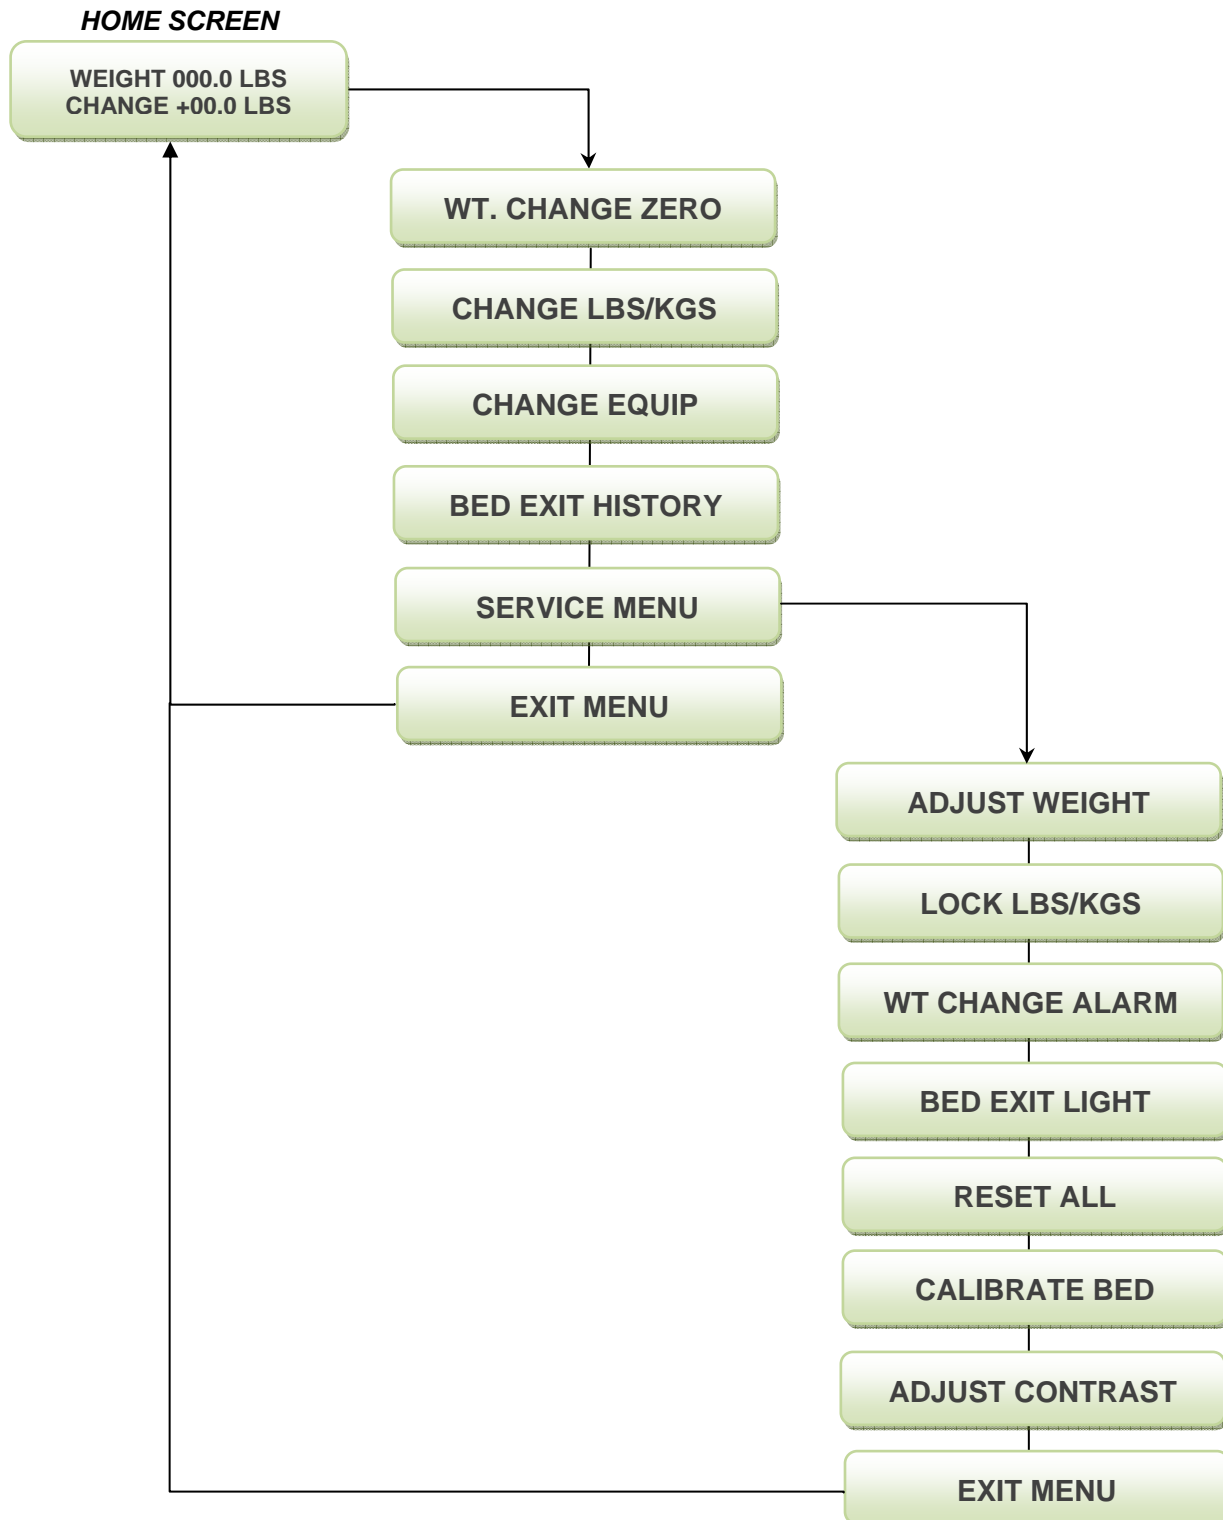 HOME SCREEN
WEIGHT 000.0 LBS
CHANGE +00.0 LBS
WT. CHANGE ZERO
CHANGE LBS/KGS
CHANGE EQUIP
BED EXIT HISTORY
SERVICE MENU
EXIT MENU
ADJUST WEIGHT
LOCK LBS/KGS
WT CHANGE ALARM
BED EXIT LIGHT
RESET ALL
CALIBRATE BED
ADJUST CONTRAST
EXIT MENU